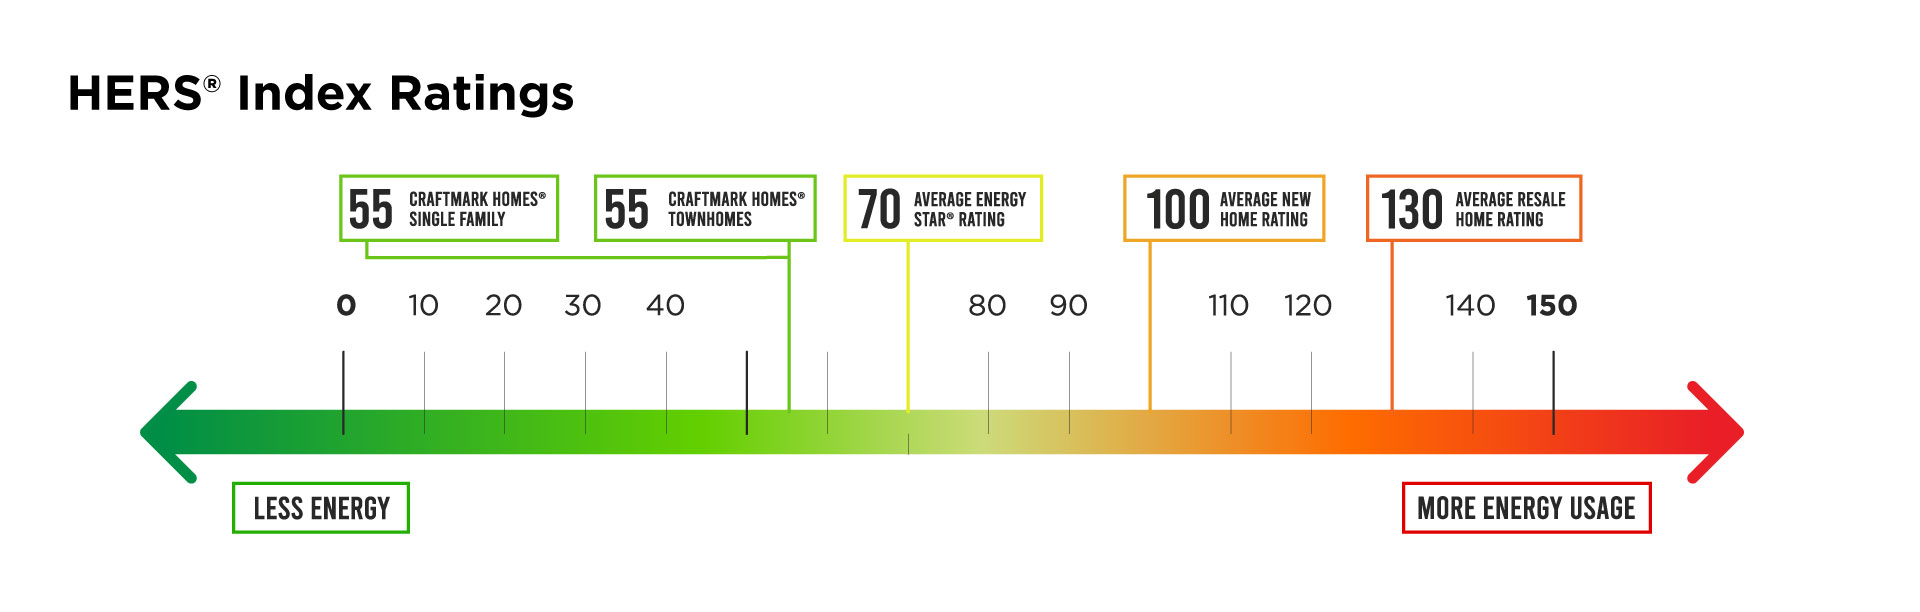 HERS® Index Ratings
55 CRAFTMARK HOMES®
SINGLE FAMILY
55 CRAFTMARK HOMES®
TOWNHOMES
70 AVERAGE ENERGY
STAR® RATING
100 AVERAGE NEW
HOME RATING
130 AVERAGE RESALE
HOME RATING
0 10 20 30 40 80 90 110 120 140 150
LESS ENERGY
MORE ENERGY USAGE